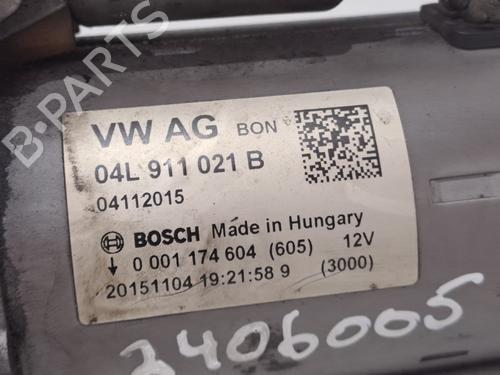 VW AG BON
04L 911 021 B
04112015
BOSCH Made in Hungary
↓ 0 001 174 604 (605) 12V
20151104 19:21:58 9 (3000)
2406005
B-PARTS